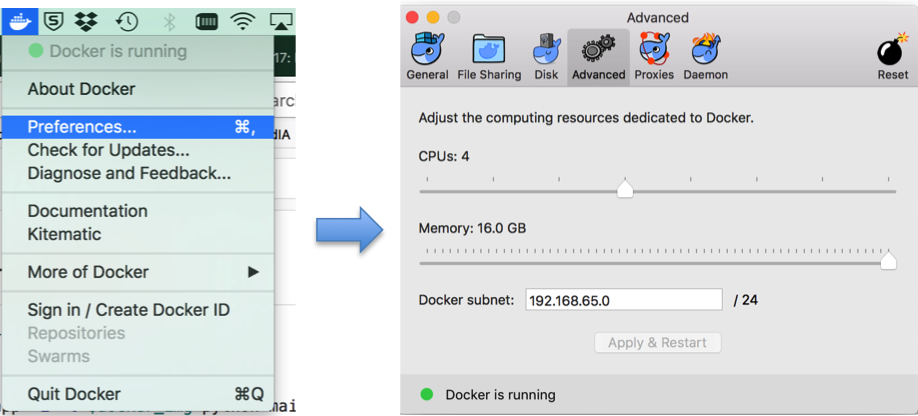 Docker is running
17:
About Docker
arc
Preferences... ⌘,
dIA
Check for Updates...
Diagnose and Feedback...
Documentation
Kitematic
More of Docker
Sign in / Create Docker ID
Repositories
Swarms
Quit Docker ⌘Q
Advanced
General File Sharing Disk Advanced Proxies Daemon Reset
Adjust the computing resources dedicated to Docker.
CPUs: 4
Memory: 16.0 GB
Docker subnet: 192.168.65.0 / 24
Apply & Restart
Docker is running